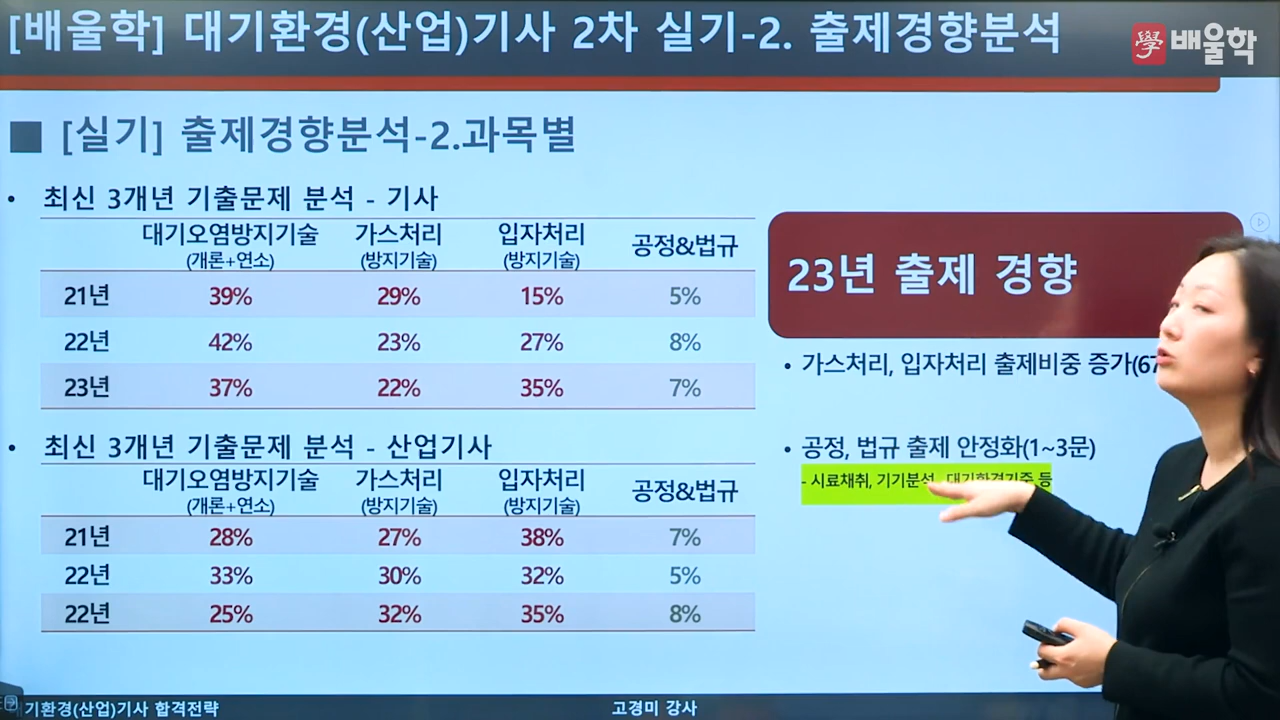 [배울학] 대기환경(산업)기사 2차 실기-2. 출제경향분석
學 배울학
■ [실기] 출제경향분석-2.과목별
• 최신 3개년 기출문제 분석 - 기사
대기오염방지기술 가스처리 입자처리 공정&법규
(개론+연소) (방지기술) (방지기술)
21년 39% 29% 15% 5%
22년 42% 23% 27% 8%
23년 37% 22% 35% 7%
• 최신 3개년 기출문제 분석 - 산업기사
대기오염방지기술 가스처리 입자처리 공정&법규
(개론+연소) (방지기술) (방지기술)
21년 28% 27% 38% 7%
22년 33% 30% 32% 5%
22년 25% 32% 35% 8%
23년 출제 경향
• 가스처리, 입자처리 출제비중 증가(67
• 공정, 법규 출제 안정화(1~3문)
- 시료채취, 기기분석, 대기환경기준 등
기환경(산업)기사 합격전략
고경미 강사